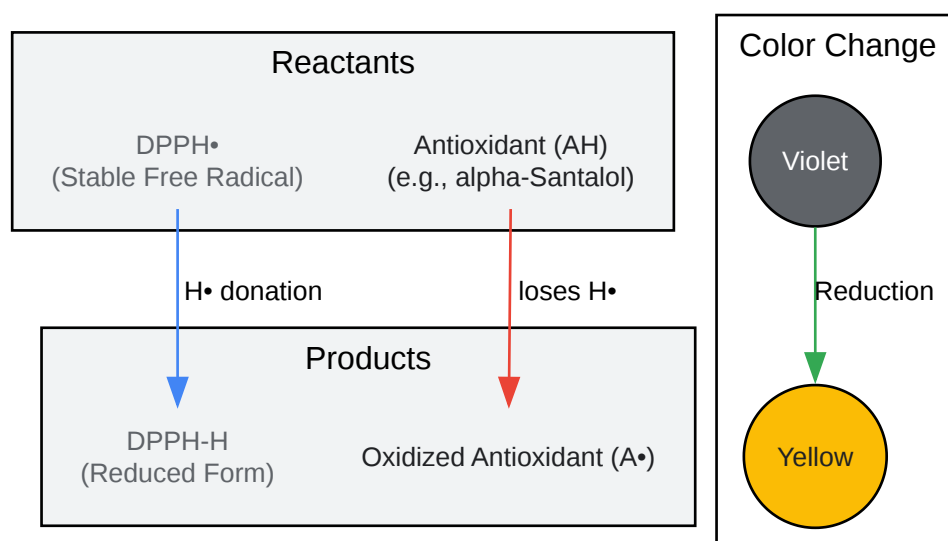 Reactants
DPPH•
(Stable Free Radical)
Antioxidant (AH)
(e.g., alpha-Santalol)
H• donation
loses H•
Products
DPPH-H
(Reduced Form)
Oxidized Antioxidant (A•)
Color Change
Violet
Reduction
Yellow